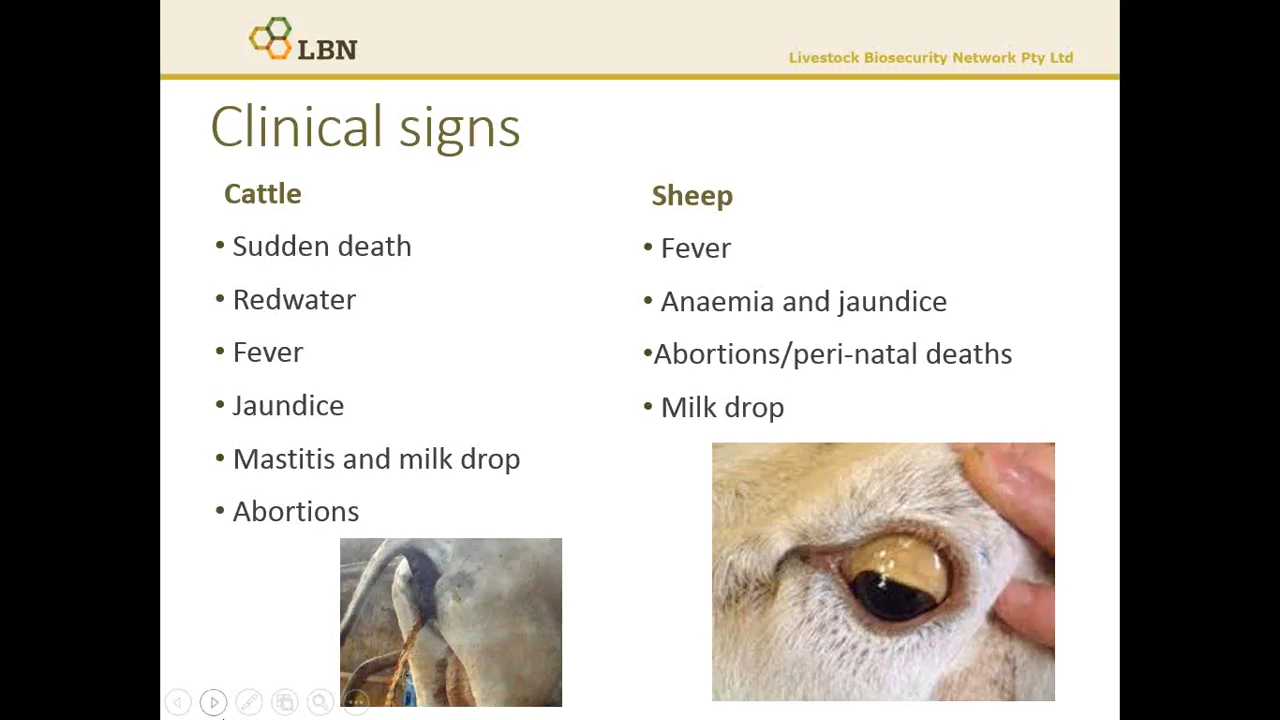 LBN
Livestock Biosecurity Network Pty Ltd
Clinical signs
Cattle
• Sudden death
• Redwater
• Fever
• Jaundice
• Mastitis and milk drop
• Abortions
Sheep
• Fever
• Anaemia and jaundice
•Abortions/peri-natal deaths
• Milk drop